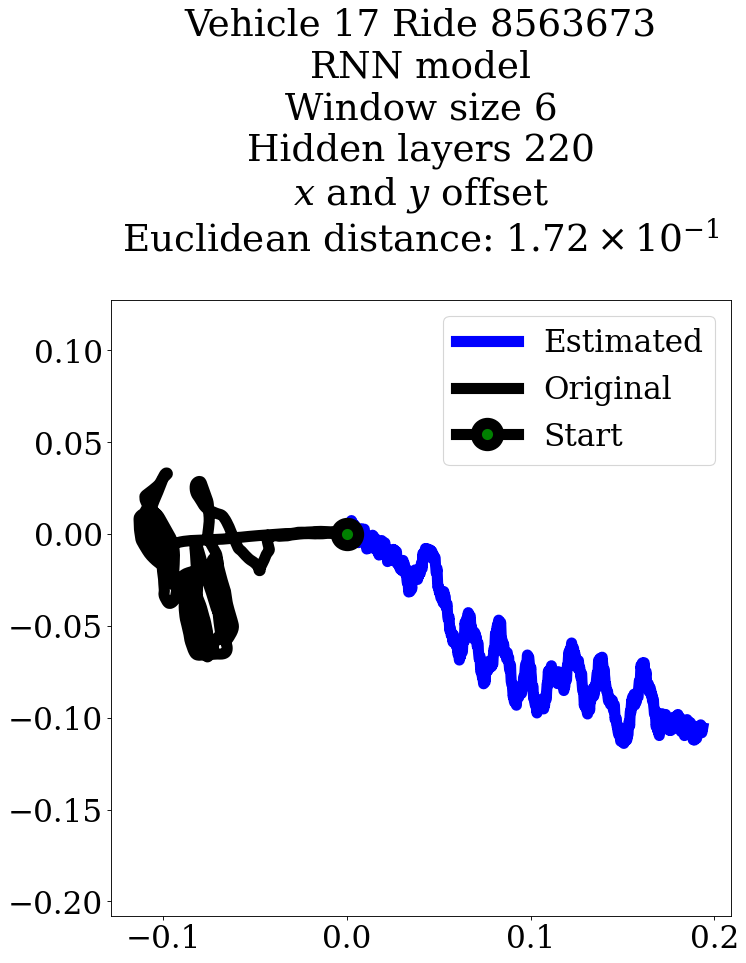 Vehicle 17 Ride 8563673
RNN model
Window size 6
Hidden layers 220
x and y offset
Euclidean distance: 1.72 × 10⁻¹
Estimated
Original
Start
0.10
0.05
0.00
−0.05
−0.10
−0.15
−0.20
−0.1 0.0 0.1 0.2